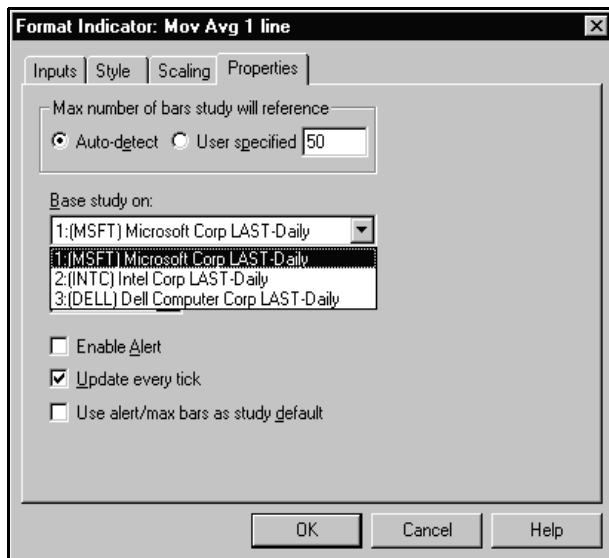 Format Indicator: Mov Avg 1 line
Inputs Style Scaling Properties
Max number of bars study will reference
Auto-detect User specified 50
Base study on:
1:(MSFT) Microsoft Corp LAST-Daily
1:(MSFT) Microsoft Corp LAST-Daily
2:(INTC) Intel Corp LAST-Daily
3:(DELL) Dell Computer Corp LAST-Daily
Enable Alert
Update every tick
Use alert/max bars as study default
OK Cancel Help